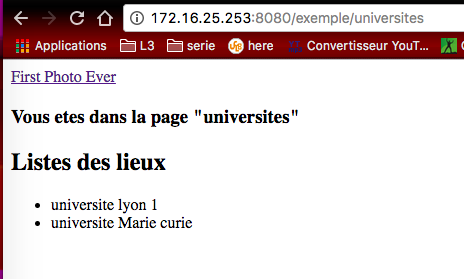 172.16.25.253:8080/exemple/universites
Applications L3 serie here Convertisseur YouT...
First Photo Ever
Vous etes dans la page "universites"
Listes des lieux
universite lyon 1
universite Marie curie